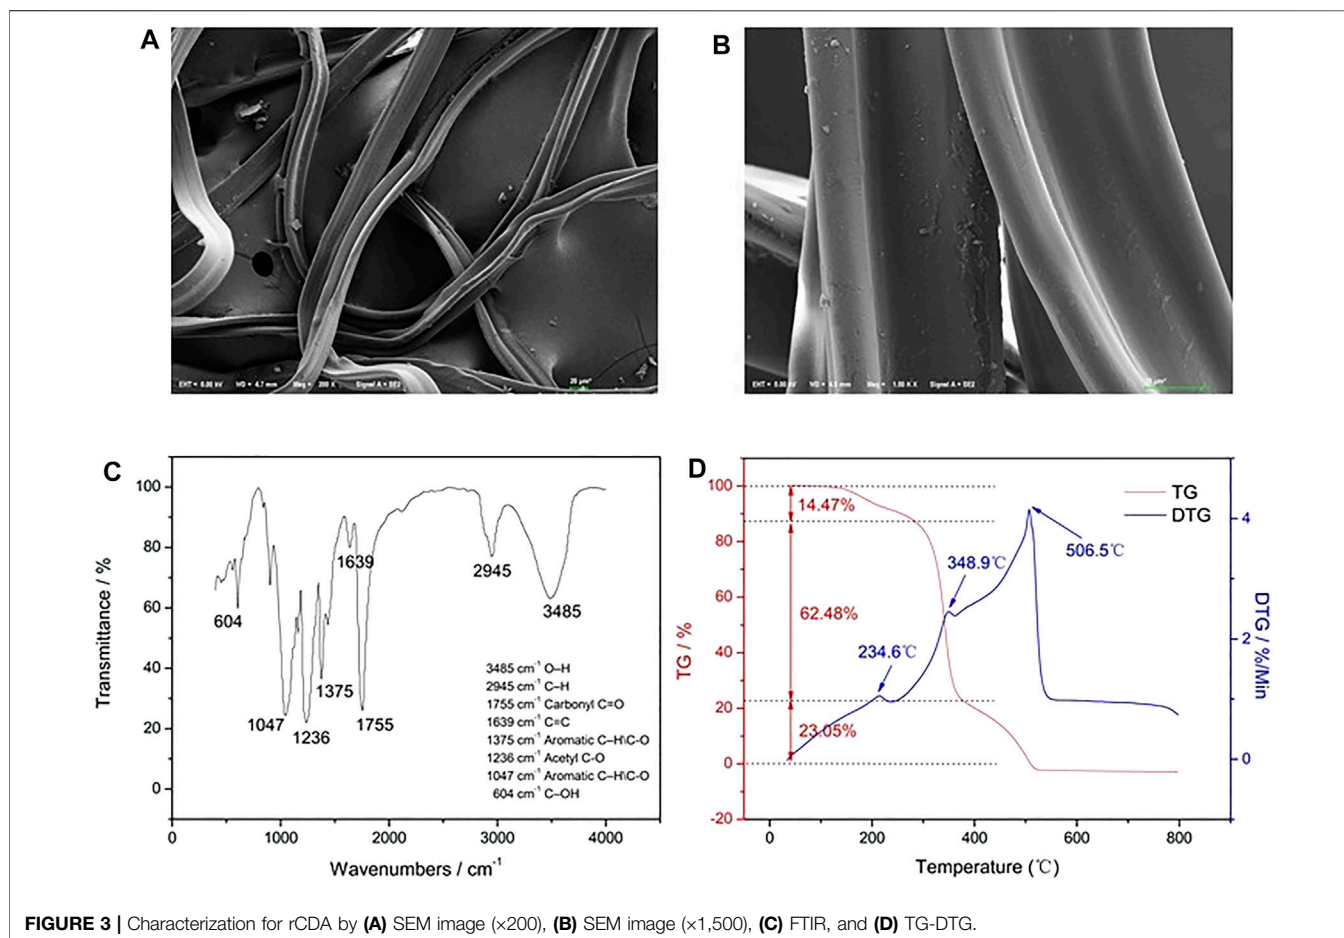 A
B
EHT = 6.00 kV WD = 4.7 mm Mag = 200 X Signal A = SE2 20 µm*
EHT = 6.00 kV Signal A = SE2
C
100
80
60
40
20
0
Transmittance / %
0 1000 2000 3000 4000
Wavenumbers / cm-1
604
1047
1236
1375
1639
1755
2945
3485
3485 cm-1 O–H
2945 cm-1 C–H
1755 cm-1 Carbonyl C=O
1639 cm-1 C=C
1375 cm-1 Aromatic C–H\C-O
1236 cm-1 Acetyl C-O
1047 cm-1 Aromatic C–H\C-O
604 cm-1 C–OH
D
100
80
60
40
20
0
-20
TG / %
14.47%
62.48%
23.05%
234.6℃
348.9℃
506.5℃
TG
DTG
4
2
0
DTG / %/Min
0 200 400 600 800
Temperature (℃)
FIGURE 3 | Characterization for rCDA by (A) SEM image (×200), (B) SEM image (×1,500), (C) FTIR, and (D) TG-DTG.